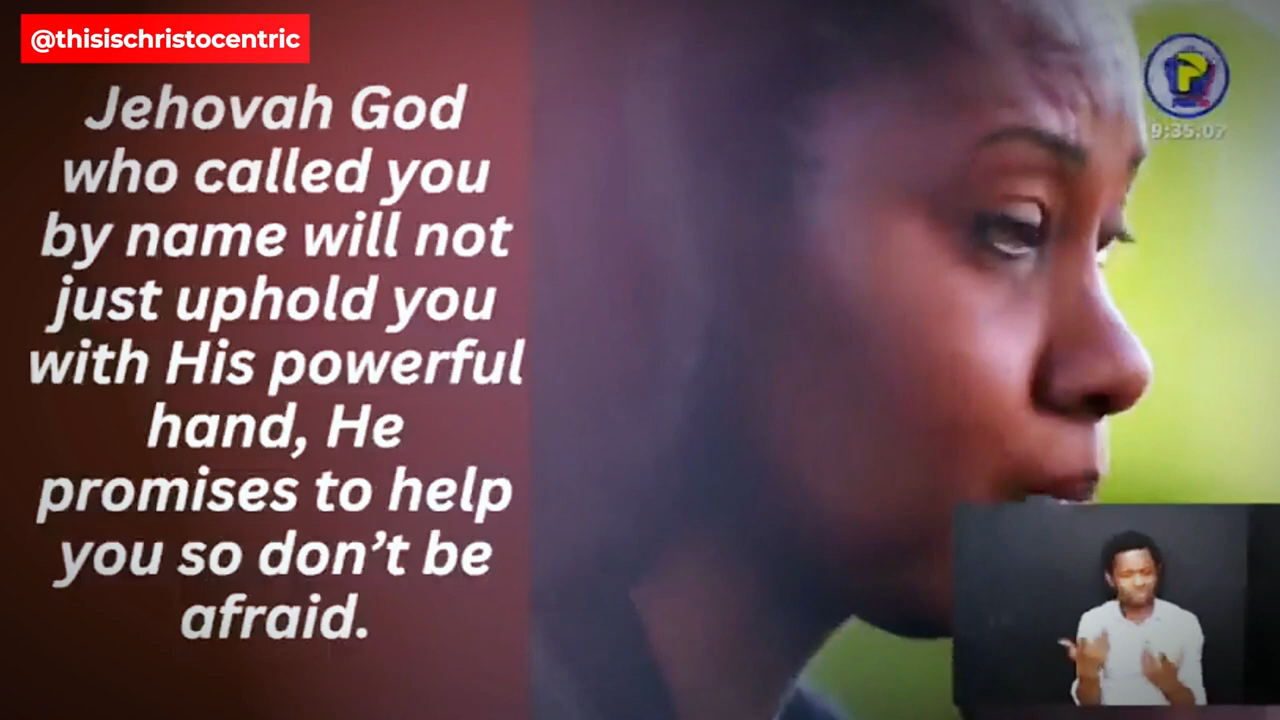 @thisischristocentric
Jehovah God
who called you
by name will not
just uphold you
with His powerful
hand, He
promises to help
you so don’t be
afraid.
P
9:35:07